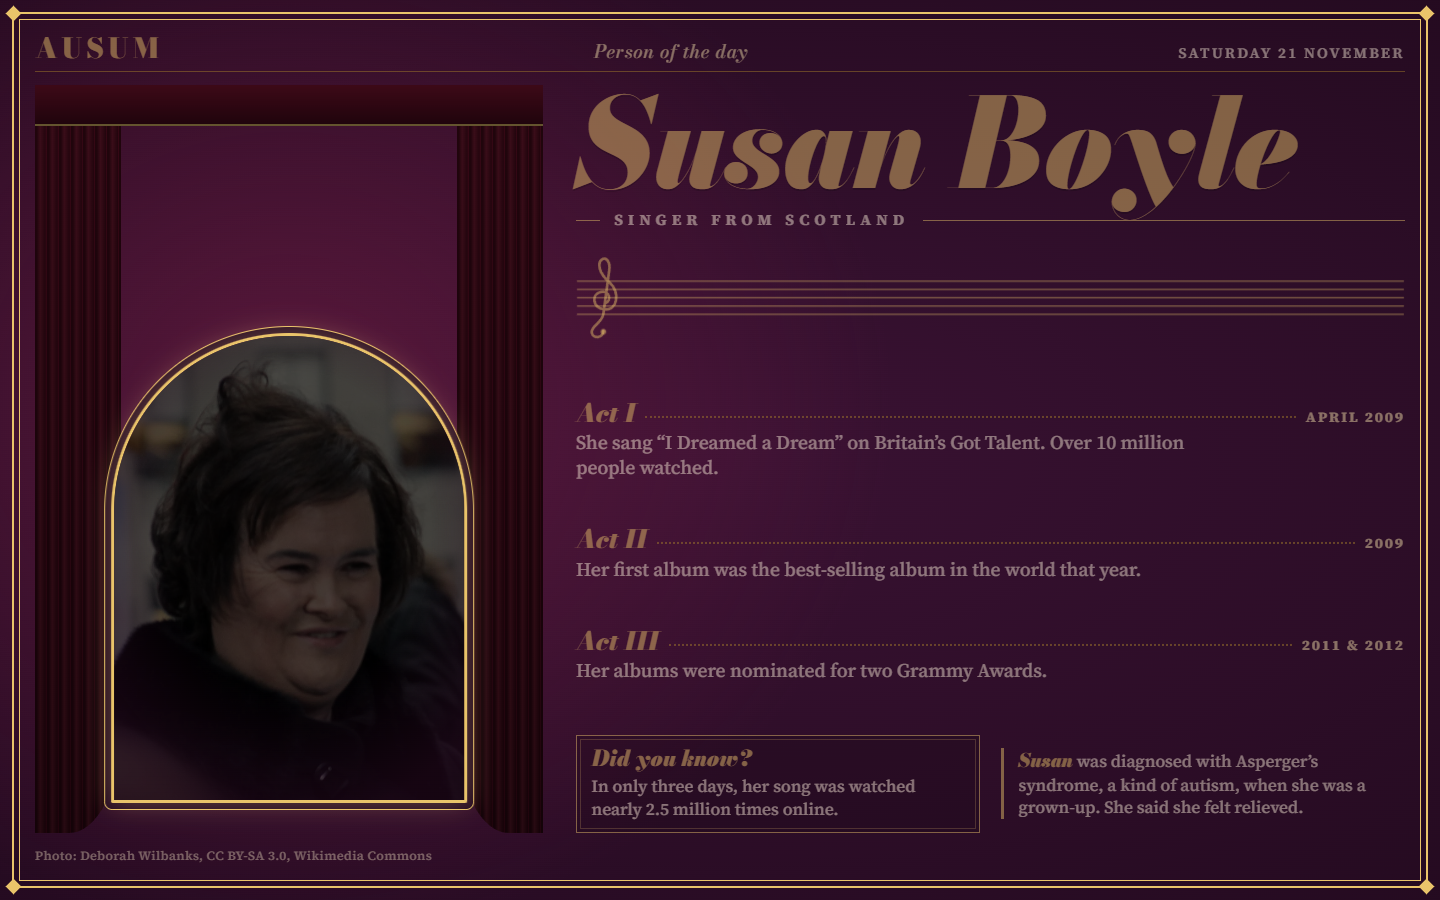 AUSUM
Person of the day
SATURDAY 21 NOVEMBER
Susan Boyle
SINGER FROM SCOTLAND
Act I
APRIL 2009
She sang “I Dreamed a Dream” on Britain’s Got Talent. Over 10 million
people watched.
Act II
2009
Her first album was the best-selling album in the world that year.
Act III
2011 & 2012
Her albums were nominated for two Grammy Awards.
Did you know?
In only three days, her song was watched
nearly 2.5 million times online.
Susan was diagnosed with Asperger’s
syndrome, a kind of autism, when she was a
grown-up. She said she felt relieved.
Photo: Deborah Wilbanks, CC BY-SA 3.0, Wikimedia Commons